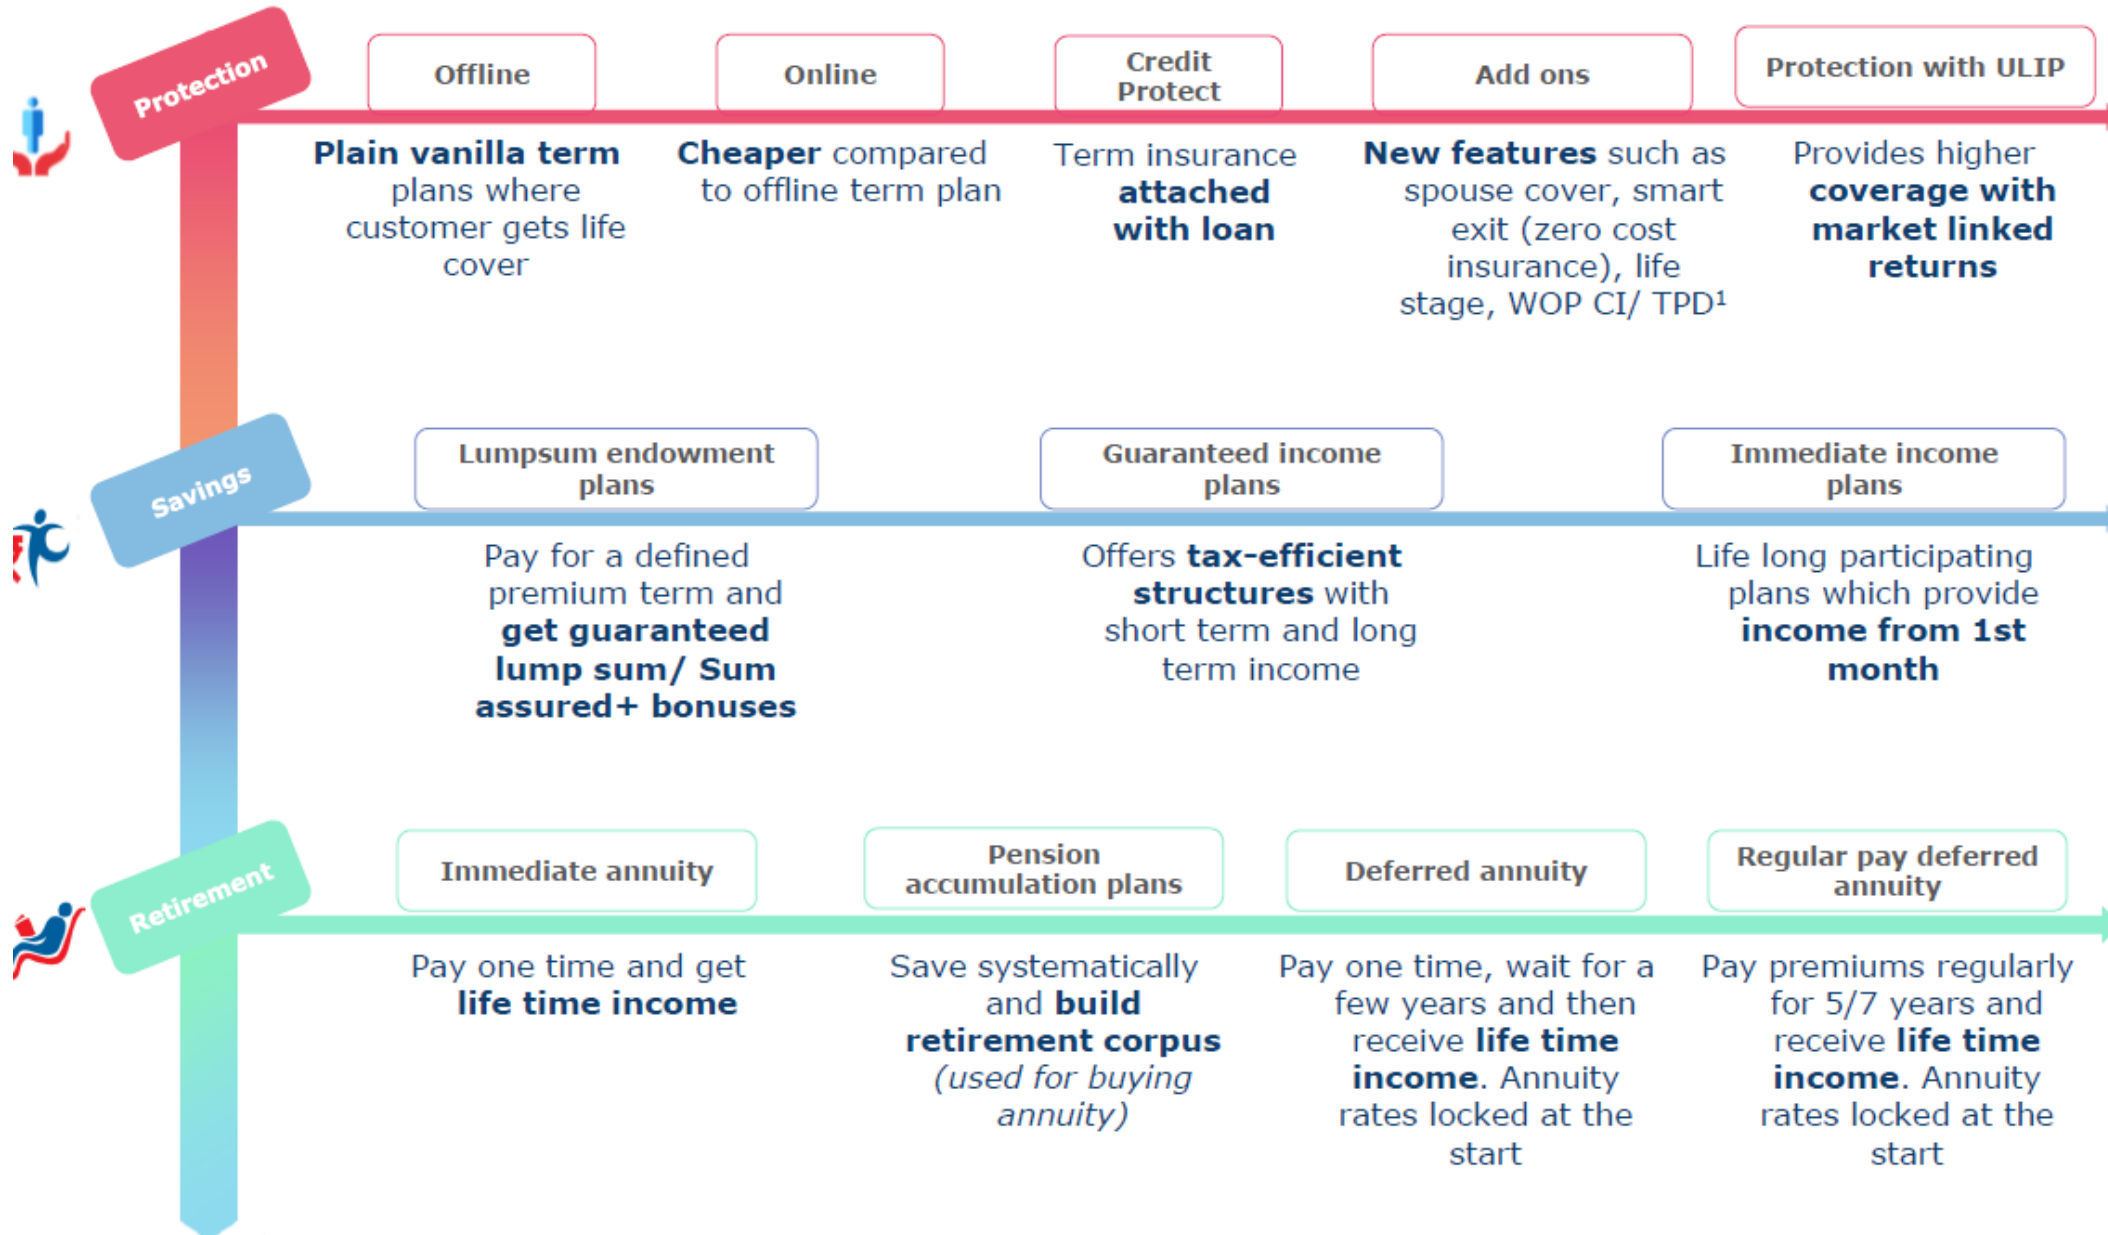 Protection
Offline
Plain vanilla term
plans where
customer gets life
cover
Online
Cheaper compared
to offline term plan
Credit
Protect
Term insurance
attached
with loan
Add ons
New features such as
spouse cover, smart
exit (zero cost
insurance), life
stage, WOP CI/ TPD¹
Protection with ULIP
Provides higher
coverage with
market linked
returns
Savings
Lumpsum endowment
plans
Pay for a defined
premium term and
get guaranteed
lump sum/ Sum
assured+ bonuses
Guaranteed income
plans
Offers tax-efficient
structures with
short term and long
term income
Immediate income
plans
Life long participating
plans which provide
income from 1st
month
Retirement
Immediate annuity
Pay one time and get
life time income
Pension
accumulation plans
Save systematically
and build
retirement corpus
(used for buying
annuity)
Deferred annuity
Pay one time, wait for a
few years and then
receive life time
income. Annuity
rates locked at the
start
Regular pay deferred
annuity
Pay premiums regularly
for 5/7 years and
receive life time
income. Annuity
rates locked at the
start